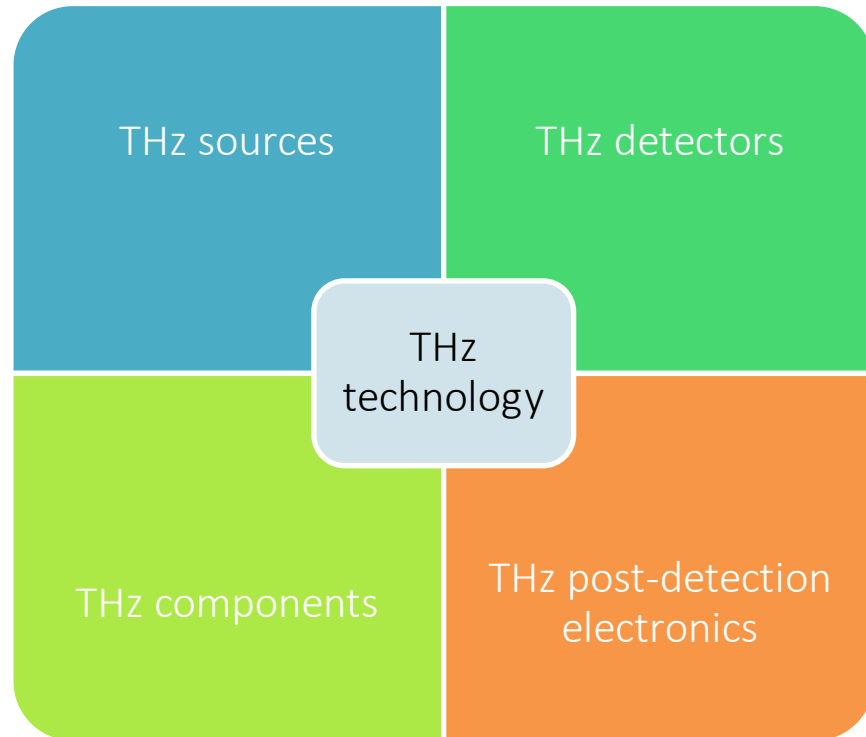 THz sources
THz detectors
THz
technology
THz components
THz post-detection
electronics